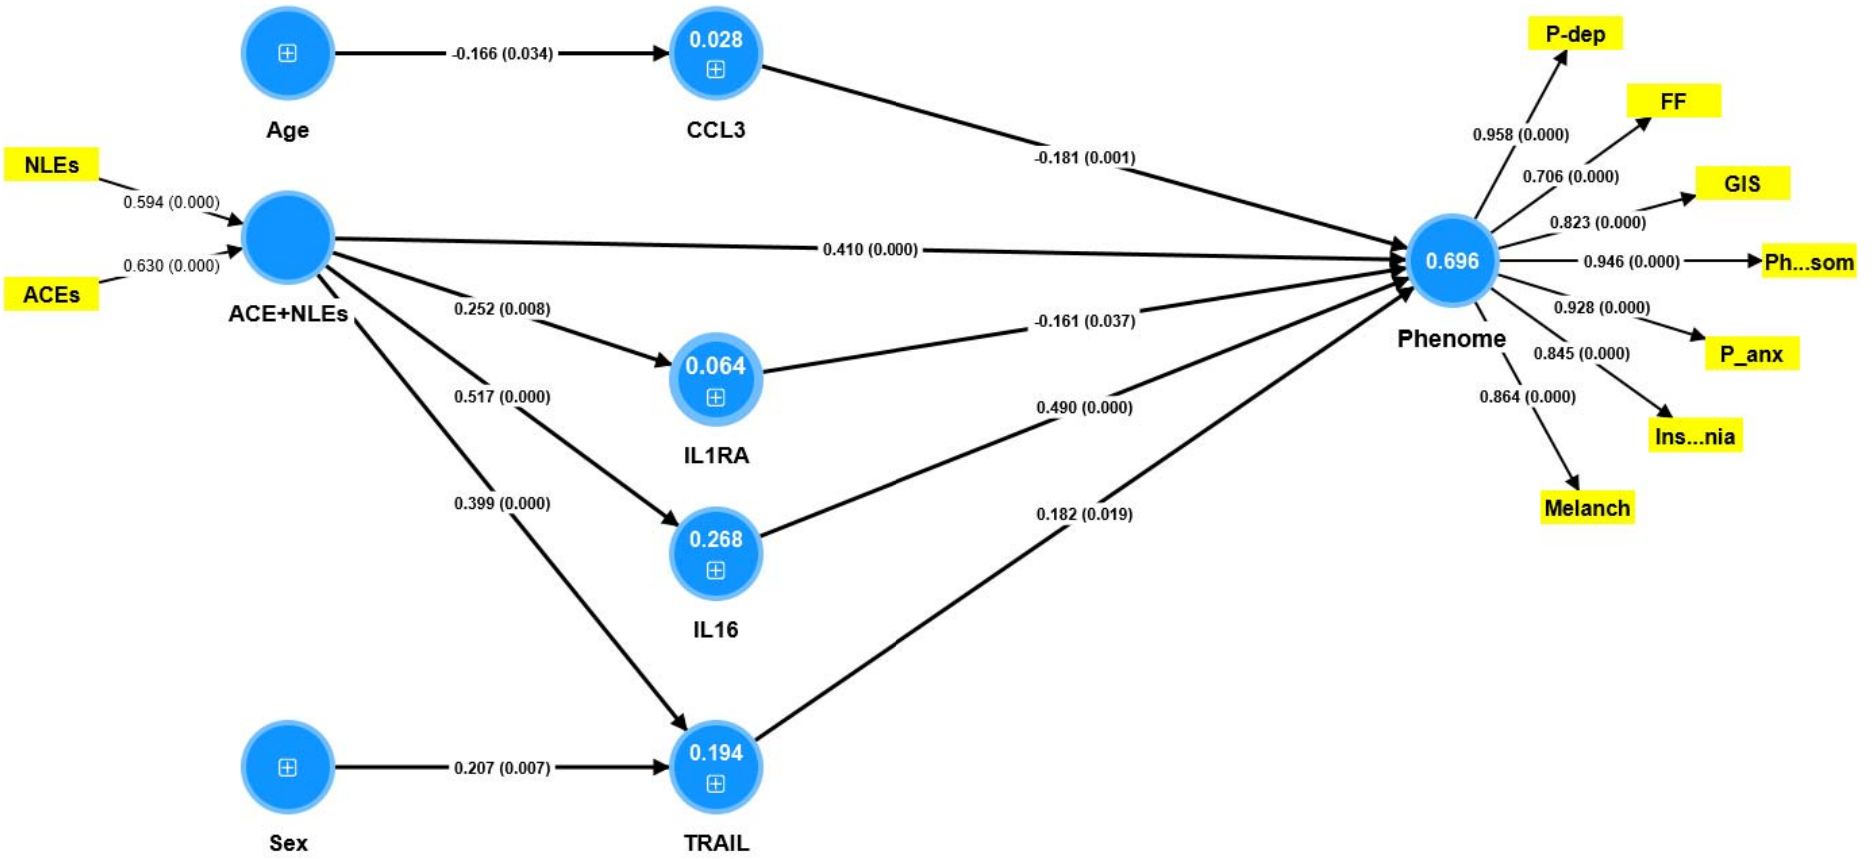 P-dep
0.028
-0.166 (0.034)
FF
Age
CCL3
0.958 (0.000)
-0.181 (0.001)
NLEs
0.706 (0.000)
GIS
0.594 (0.000)
0.823 (0.000)
0.410 (0.000)
0.696
0.946 (0.000)
Ph...som
0.630 (0.000)
ACEs
ACE+NLEs
0.252 (0.008)
0.928 (0.000)
-0.161 (0.037)
Phenome
0.845 (0.000)
P_anx
0.064
0.517 (0.000)
0.864 (0.000)
0.490 (0.000)
Ins...nia
IL1RA
0.399 (0.000)
Melanch
0.182 (0.019)
0.268
IL16
0.194
0.207 (0.007)
Sex
TRAIL